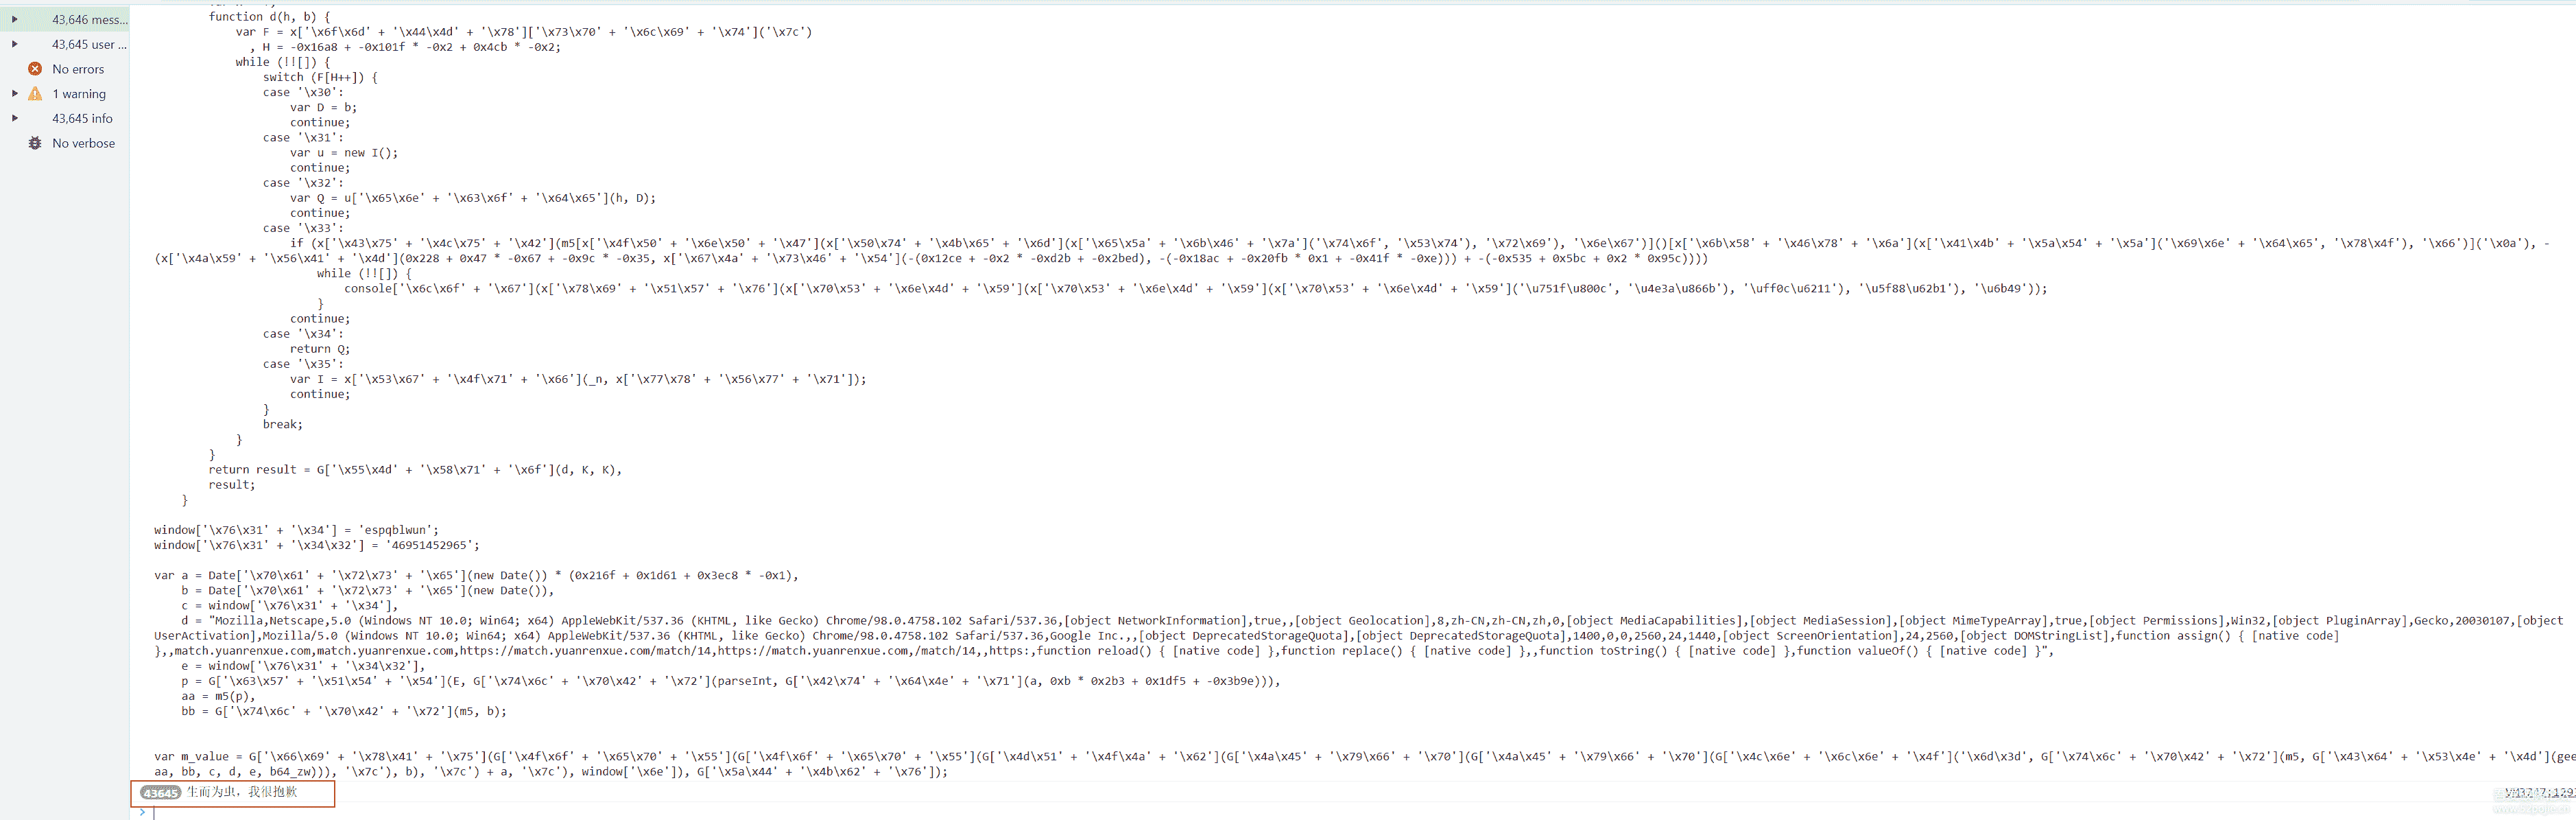 43,646 mess...
43,645 user ...
No errors
1 warning
43,645 info
No verbose
function d(h, b) {
var F = x['\x6f\x6d' + '\x44\x4d' + '\x78']['\x73\x70' + '\x6c\x69' + '\x74']('\x7c')
, H = -0x16a8 + -0x101f * -0x2 + 0x4cb * -0x2;
while (!![]) {
switch (F[H++]) {
case '\x30':
var D = b;
continue;
case '\x31':
var u = new I();
continue;
case '\x32':
var Q = u['\x65\x6e' + '\x63\x6f' + '\x64\x65'](h, D);
continue;
case '\x33':
if (x['\x43\x75' + '\x4c\x75' + '\x42'](m5[x['\x4f\x50' + '\x6e\x50' + '\x47'](x['\x50\x74' + '\x4b\x65' + '\x6d'](x['\x65\x5a' + '\x6b\x46' + '\x7a']('\x74\x6f', '\x53\x74'), '\x72\x69'), '\x6e\x67')]()[x['\x6b\x58' + '\x46\x78' + '\x6a'](x['\x41\x4b' + '\x5a\x54' + '\x5a']('\x69\x6e' + '\x64\x65', '\x78\x4f'), '\x66')]('\x0a'), -
(x['\x4a\x59' + '\x56\x41' + '\x4d'](0x228 + 0x47 * -0x67 + -0x9c * -0x35, x['\x67\x4a' + '\x73\x46' + '\x54'](-(0x12ce + -0x2 * -0xd2b + -0x2bed), -(-0x18ac + -0x20fb * 0x1 + -0x41f * -0xe))) + -(-0x535 + 0x5bc + 0x2 * 0x95c))))
while (!![]) {
console['\x6c\x6f' + '\x67'](x['\x78\x69' + '\x51\x57' + '\x76'](x['\x70\x53' + '\x6e\x4d' + '\x59'](x['\x70\x53' + '\x6e\x4d' + '\x59'](x['\x70\x53' + '\x6e\x4d' + '\x59']('\u751f\u800c', '\u4e3a\u866b'), '\uff0c\u6211'), '\u5f88\u62b1'), '\u6b49'));
}
continue;
case '\x34':
return Q;
case '\x35':
var I = x['\x53\x67' + '\x4f\x71' + '\x66'](_n, x['\x77\x78' + '\x56\x77' + '\x71']);
continue;
}
break;
}
}
return result = G['\x55\x4d' + '\x58\x71' + '\x6f'](d, K, K),
result;
}
window['\x76\x31' + '\x34'] = 'espqblwun';
window['\x76\x31' + '\x34\x32'] = '46951452965';
var a = Date['\x70\x61' + '\x72\x73' + '\x65'](new Date()) * (0x216f + 0x1d61 + 0x3ec8 * -0x1),
b = Date['\x70\x61' + '\x72\x73' + '\x65'](new Date()),
c = window['\x76\x31' + '\x34'],
d = "Mozilla,Netscape,5.0 (Windows NT 10.0; Win64; x64) AppleWebKit/537.36 (KHTML, like Gecko) Chrome/98.0.4758.102 Safari/537.36,[object NetworkInformation],true,,[object Geolocation],8,zh-CN,zh-CN,zh,0,[object MediaCapabilities],[object MediaSession],[object MimeTypeArray],true,[object Permissions],Win32,[object PluginArray],Gecko,20030107,[object
UserActivation],Mozilla/5.0 (Windows NT 10.0; Win64; x64) AppleWebKit/537.36 (KHTML, like Gecko) Chrome/98.0.4758.102 Safari/537.36,Google Inc.,,[object DeprecatedStorageQuota],[object DeprecatedStorageQuota],1400,0,0,2560,24,1440,[object ScreenOrientation],24,2560,[object DOMStringList],function assign() { [native code]
},,match.yuanrenxue.com,match.yuanrenxue.com,https://match.yuanrenxue.com/match/14,https://match.yuanrenxue.com,/match/14,,https:,function reload() { [native code] },function replace() { [native code] },,function toString() { [native code] },function valueOf() { [native code] }",
e = window['\x76\x31' + '\x34\x32'],
p = G['\x63\x57' + '\x51\x54' + '\x54'](E, G['\x74\x6c' + '\x70\x42' + '\x72'](parseInt, G['\x42\x74' + '\x64\x4e' + '\x71'](a, 0xb * 0x2b3 + 0x1df5 + -0x3b9e))),
aa = m5(p),
bb = G['\x74\x6c' + '\x70\x42' + '\x72'](m5, b);
var m_value = G['\x66\x69' + '\x78\x41' + '\x75'](G['\x4f\x6f' + '\x65\x70' + '\x55'](G['\x4f\x6f' + '\x65\x70' + '\x55'](G['\x4d\x51' + '\x4f\x4a' + '\x62'](G['\x4a\x45' + '\x79\x66' + '\x70'](G['\x4a\x45' + '\x79\x66' + '\x70'](G['\x4c\x6e' + '\x6c\x6e' + '\x4f']('\x6d\x3d', G['\x74\x6c' + '\x70\x42' + '\x72'](m5, G['\x43\x64' + '\x53\x4e' + '\x4d'](gee
aa, bb, c, d, e, b64_zw))), '\x7c'), b), '\x7c') + a, '\x7c'), window['\x6e']), G['\x5a\x44' + '\x4b\x62' + '\x76']);
43645 生而为虫，我很抱歉
>